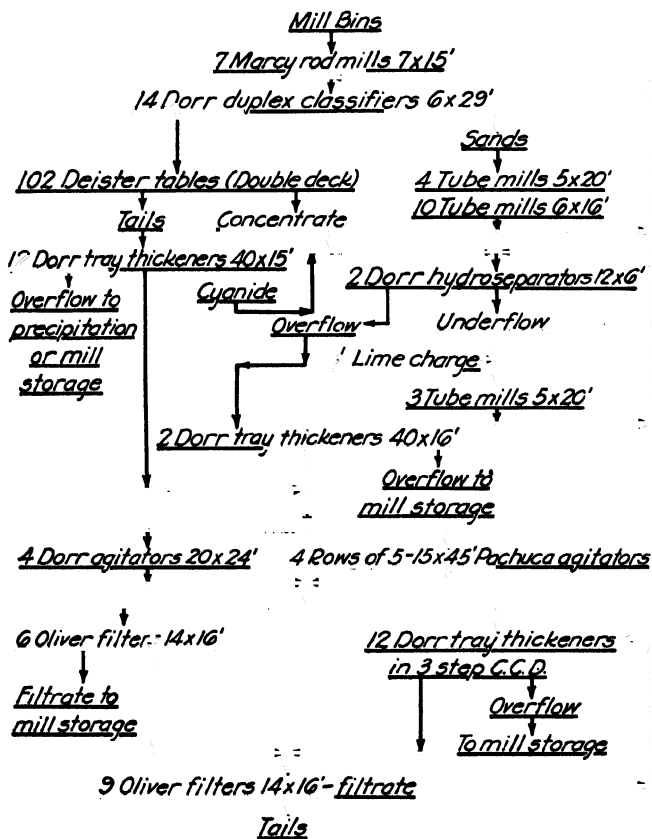 Mill Bins
7 Marcy rod mills 7x15'
14 Dorr duplex classifiers 6x29'
Sands
102 Deister tables (Double deck)
4 Tube mills 5x20'
10 Tube mills 6x16'
Tails
Concentrate
Dorr tray thickeners 40x15'
Cyanide
2 Dorr hydroseparators 12x6'
Overflow to
precipitation
or mill
storage
Overflow
Underflow
Lime charge
3 Tube mills 5x20'
2 Dorr tray thickeners 40x16'
Overflow to
mill storage
4 Dorr agitators 20x24'
4 Rows of 5-15x45' Pachuca agitators
6 Oliver filters 14x16'
12 Dorr tray thickeners
in 3 step C.C.D.
Filtrate to
mill storage
Overflow
To mill storage
9 Oliver filters 14x16'- filtrate
Tails